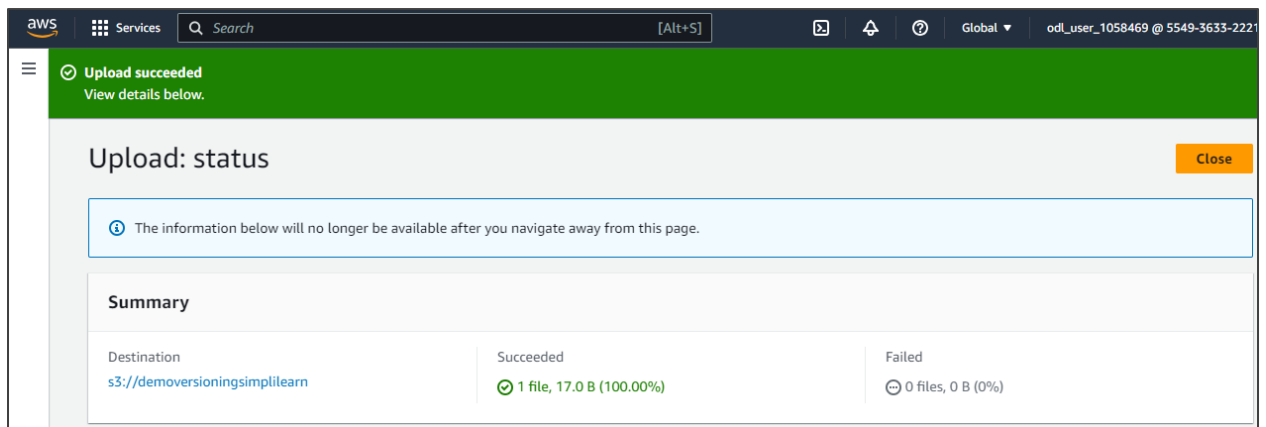 aws Services Search [Alt+S] Global ▼ odl_user_1058469 @ 5549-3633-2221
Upload succeeded
View details below.
Upload: status
Close
The information below will no longer be available after you navigate away from this page.
Summary
Destination Succeeded Failed
s3://demoversioningsimplilearn 1 file, 17.0 B (100.00%) 0 files, 0 B (0%)